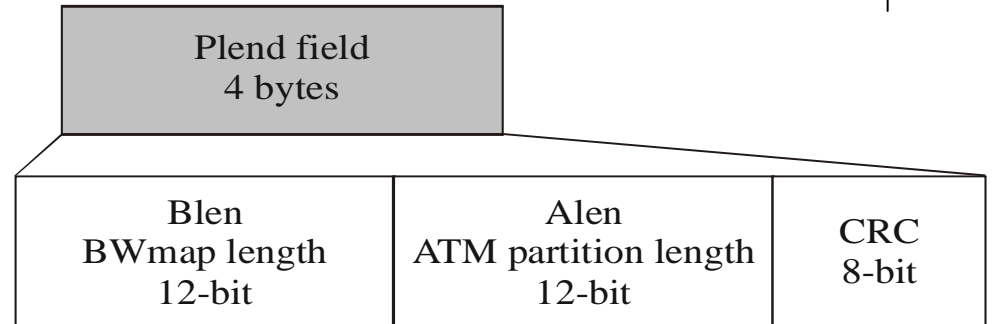 Plend field
4 bytes
Blen
BWmap length
12-bit
Alen
ATM partition length
12-bit
CRC
8-bit